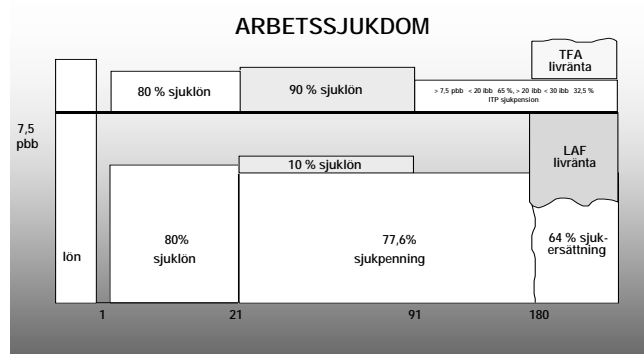 ARBETSSJUKDOM
TFA
livränta
80 % sjuklön
90 % sjuklön
> 7,5 pbb < 20 ibb 65 %, > 20 ibb < 30 ibb 32,5 %
ITP sjukpension
7,5
pbb
LAF
livränta
10 % sjuklön
lön
80%
sjuklön
77,6%
sjukpenning
64 % sjuk-
ersättning
1
21
91
180